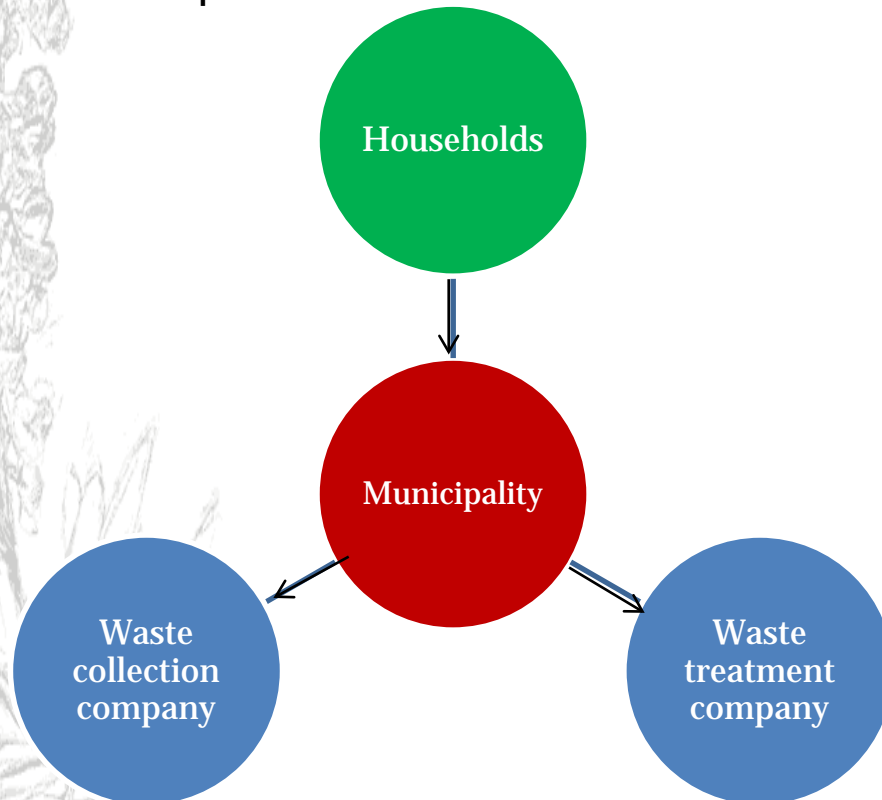 Households
Municipality
Waste
collection
company
Waste
treatment
company